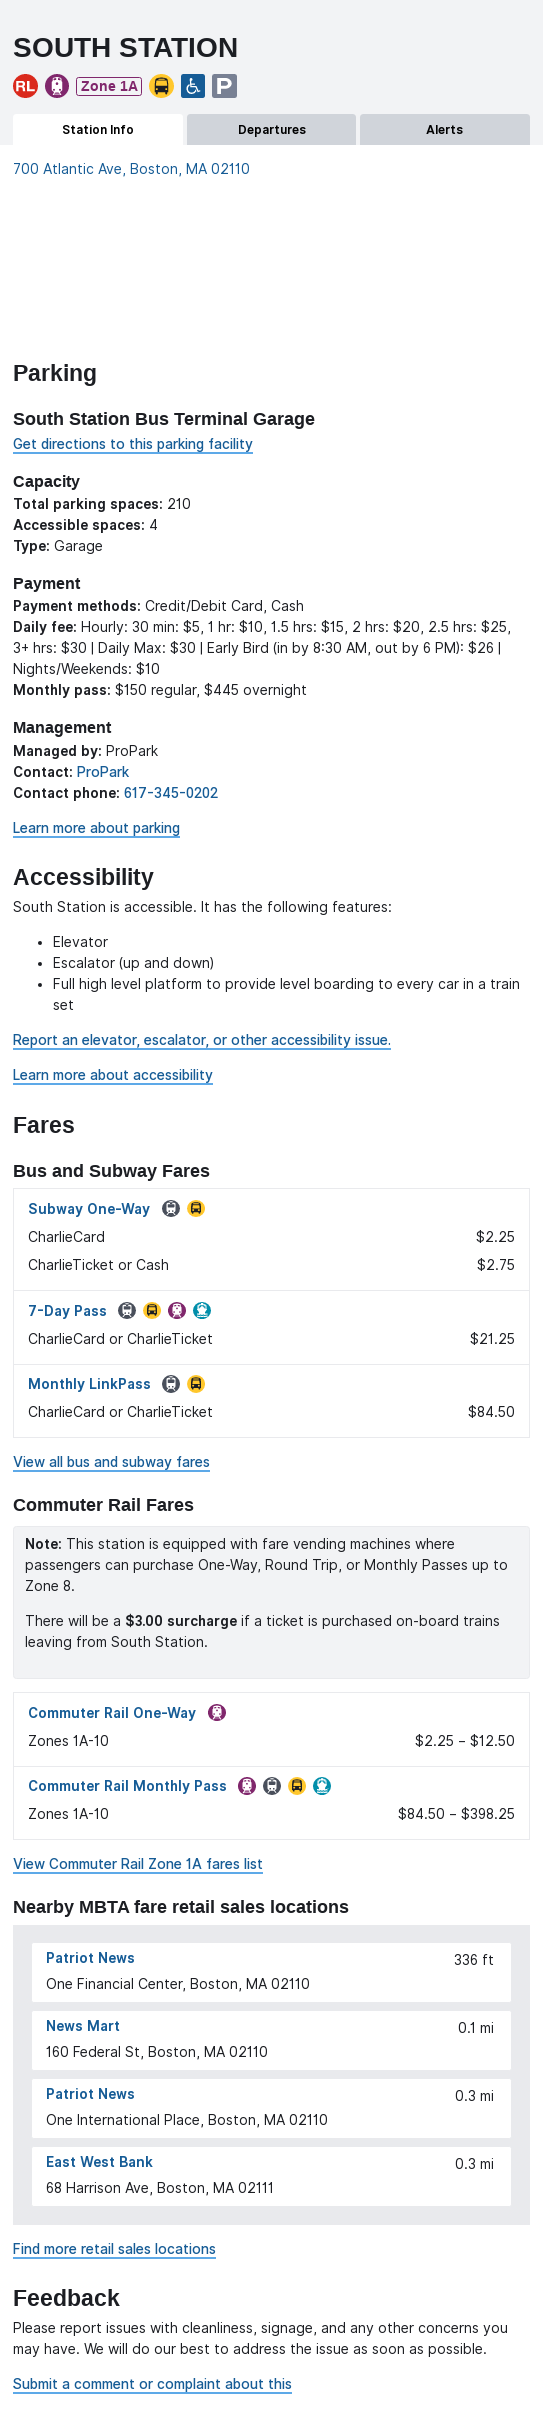 SOUTH STATION
RL Zone 1A P
Station Info Departures Alerts
700 Atlantic Ave, Boston, MA 02110
Parking
South Station Bus Terminal Garage
Get directions to this parking facility
Capacity
Total parking spaces: 210
Accessible spaces: 4
Type: Garage
Payment
Payment methods: Credit/Debit Card, Cash
Daily fee: Hourly: 30 min: $5, 1 hr: $10, 1.5 hrs: $15, 2 hrs: $20, 2.5 hrs: $25,
3+ hrs: $30 | Daily Max: $30 | Early Bird (in by 8:30 AM, out by 6 PM): $26 |
Nights/Weekends: $10
Monthly pass: $150 regular, $445 overnight
Management
Managed by: ProPark
Contact: ProPark
Contact phone: 617-345-0202
Learn more about parking
Accessibility
South Station is accessible. It has the following features:
• Elevator
• Escalator (up and down)
• Full high level platform to provide level boarding to every car in a train
set
Report an elevator, escalator, or other accessibility issue.
Learn more about accessibility
Fares
Bus and Subway Fares
Subway One-Way
CharlieCard $2.25
CharlieTicket or Cash $2.75
7-Day Pass
CharlieCard or CharlieTicket $21.25
Monthly LinkPass
CharlieCard or CharlieTicket $84.50
View all bus and subway fares
Commuter Rail Fares
Note: This station is equipped with fare vending machines where
passengers can purchase One-Way, Round Trip, or Monthly Passes up to
Zone 8.
There will be a $3.00 surcharge if a ticket is purchased on-board trains
leaving from South Station.
Commuter Rail One-Way
Zones 1A-10 $2.25 – $12.50
Commuter Rail Monthly Pass
Zones 1A-10 $84.50 – $398.25
View Commuter Rail Zone 1A fares list
Nearby MBTA fare retail sales locations
Patriot News 336 ft
One Financial Center, Boston, MA 02110
News Mart 0.1 mi
160 Federal St, Boston, MA 02110
Patriot News 0.3 mi
One International Place, Boston, MA 02110
East West Bank 0.3 mi
68 Harrison Ave, Boston, MA 02111
Find more retail sales locations
Feedback
Please report issues with cleanliness, signage, and any other concerns you
may have. We will do our best to address the issue as soon as possible.
Submit a comment or complaint about this